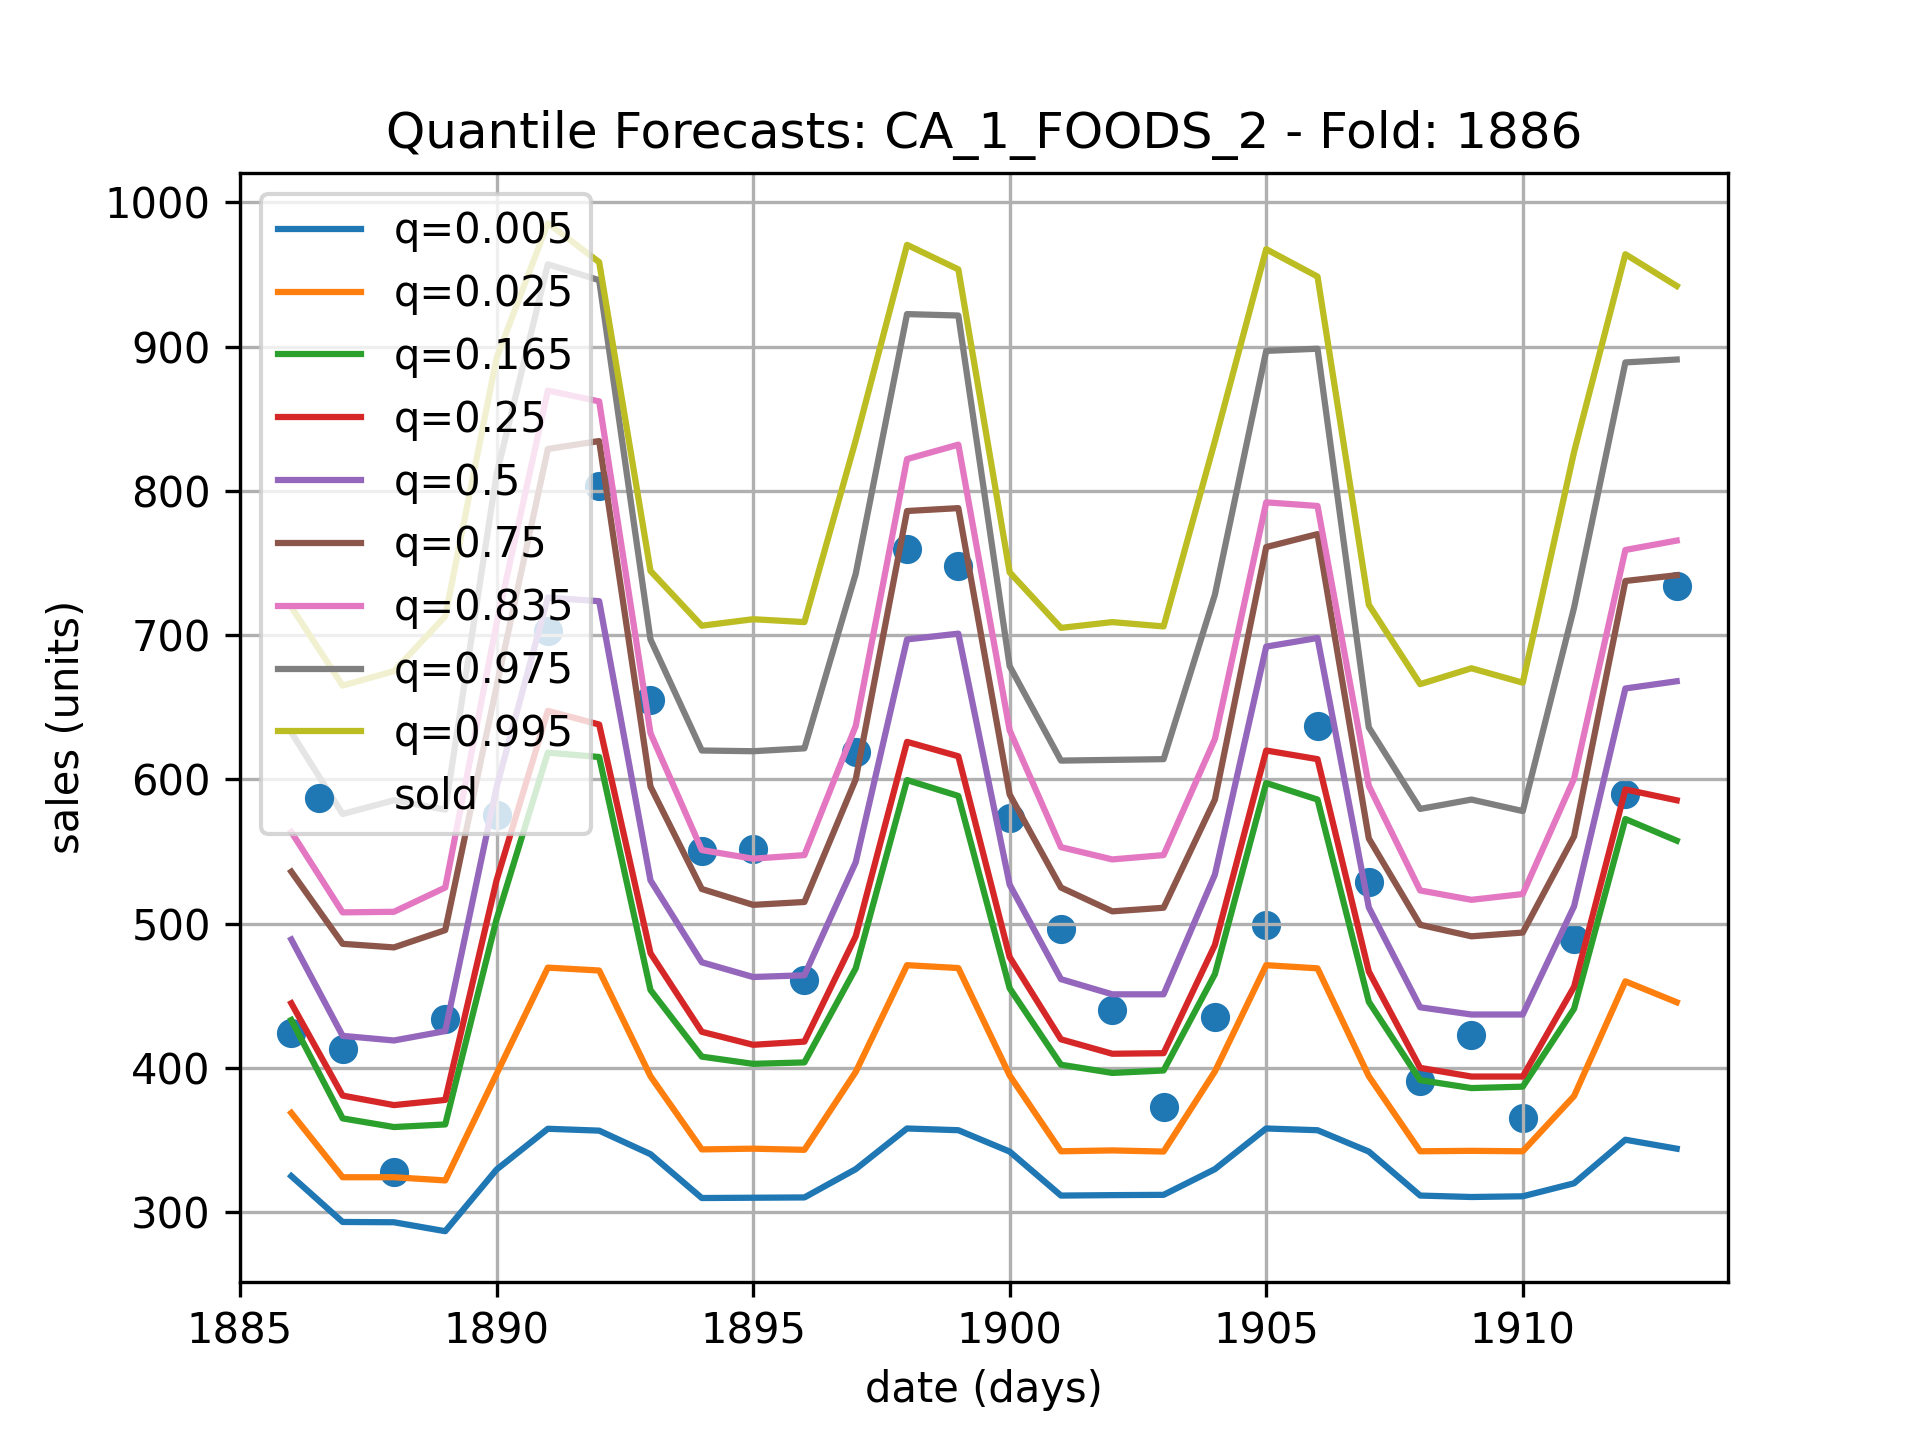 Quantile Forecasts: CA_1_FOODS_2 - Fold: 1886
1000
900
800
700
600
500
400
300
sales (units)
q=0.005
q=0.025
q=0.165
q=0.25
q=0.5
q=0.75
q=0.835
q=0.975
q=0.995
sold
1885 1890 1895 1900 1905 1910
date (days)